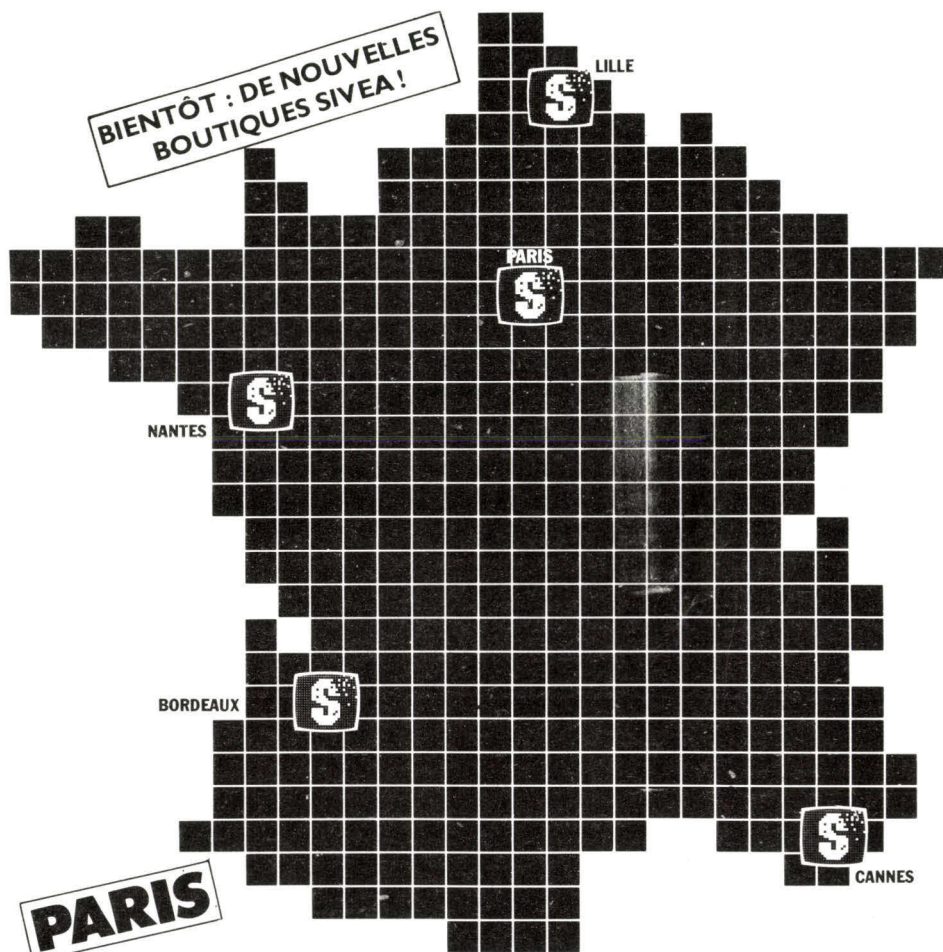 BIENTÔT : DE NOUVELLES
BOUTIQUES SIVEA !
LILLE
S
PARIS
S
S
NANTES
S
BORDEAUX
S
CANNES
PARIS